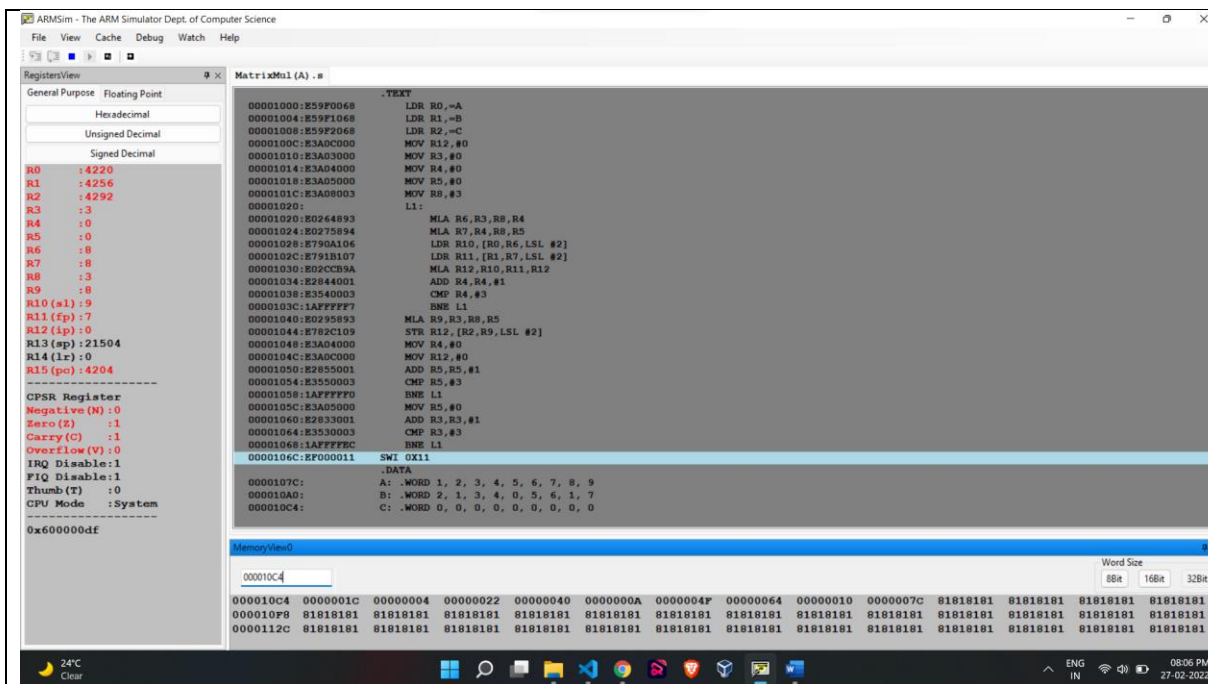 ARMSim - The ARM Simulator Dept. of Computer Science
File View Cache Debug Watch Help
RegistersView
General Purpose Floating Point
Hexadecimal
Unsigned Decimal
Signed Decimal
R0 :4220
R1 :4256
R2 :4292
R3 :3
R4 :0
R5 :0
R6 :8
R7 :8
R8 :3
R9 :8
R10(sl):9
R11(fp):7
R12(ip):0
R13(sp):21504
R14(lr):0
R15(pc):4204
CPSR Register
Negative(N):0
Zero(Z) :1
Carry(C) :1
Overflow(V):0
IRQ Disable:1
FIQ Disable:1
Thumb(T) :0
CPU Mode :System
0x600000df
MatrixMul(A).s
.TEXT
00001000:E59F0068 LDR R0,=A
00001004:E59F1068 LDR R1,=B
00001008:E59F2068 LDR R2,=C
0000100C:E3A0C000 MOV R12,#0
00001010:E3A03000 MOV R3,#0
00001014:E3A04000 MOV R4,#0
00001018:E3A05000 MOV R5,#0
0000101C:E3A08003 MOV R8,#3
00001020: L1:
00001020:E0264893 MLA R6,R3,R8,R4
00001024:E0275894 MLA R7,R4,R8,R5
00001028:E790A106 LDR R10,[R0,R6,LSL #2]
0000102C:E791B107 LDR R11,[R1,R7,LSL #2]
00001030:E02CCB9A MLA R12,R10,R11,R12
00001034:E2844001 ADD R4,R4,#1
00001038:E3540003 CMP R4,#3
0000103C:1AFFFFF7 BNE L1
00001040:E0295893 MLA R9,R3,R8,R5
00001044:E782C109 STR R12,[R2,R9,LSL #2]
00001048:E3A04000 MOV R4,#0
0000104C:E3A0C000 MOV R12,#0
00001050:E2855001 ADD R5,R5,#1
00001054:E3550003 CMP R5,#3
00001058:1AFFFFF0 BNE L1
0000105C:E3A05000 MOV R5,#0
00001060:E2833001 ADD R3,R3,#1
00001064:E3530003 CMP R3,#3
00001068:1AFFFFEC BNE L1
0000106C:EF000011 SWI 0X11
.DATA
0000107C: A: .WORD 1, 2, 3, 4, 5, 6, 7, 8, 9
000010A0: B: .WORD 2, 1, 3, 4, 0, 5, 6, 1, 7
000010C4: C: .WORD 0, 0, 0, 0, 0, 0, 0, 0, 0
MemoryView0
Word Size
000010C4 8Bit 16Bit 32Bit
000010C4 0000001C 00000004 00000022 00000040 0000000A 0000004F 00000064 00000010 0000007C 81818181 81818181 81818181 81818181
000010F8 81818181 81818181 81818181 81818181 81818181 81818181 81818181 81818181 81818181 81818181 81818181 81818181 81818181
0000112C 81818181 81818181 81818181 81818181 81818181 81818181 81818181 81818181 81818181 81818181 81818181 81818181 81818181
24°C
Clear
ENG
IN
08:06 PM
27-02-2022